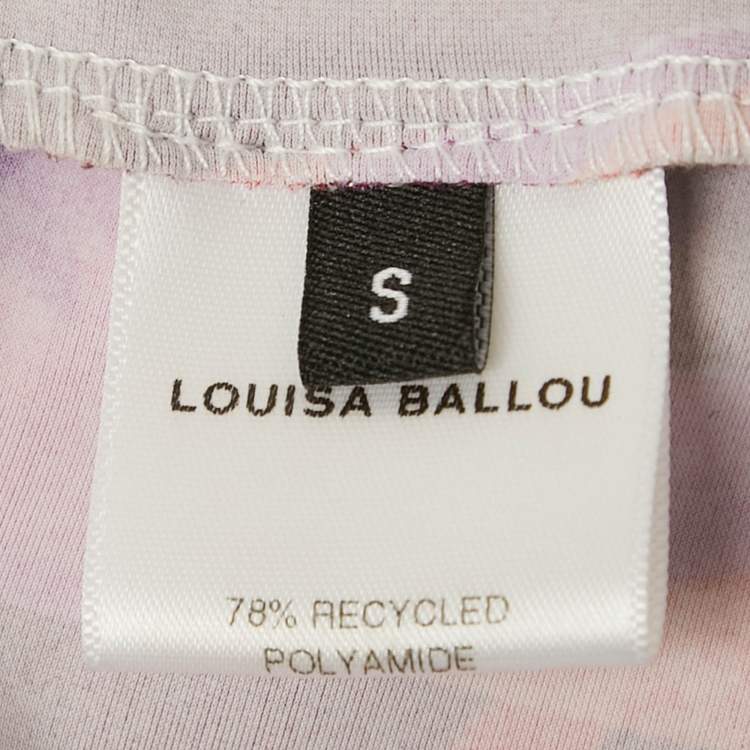 S
LOUISA BALLOU
78% RECYCLED
POLYAMIDE